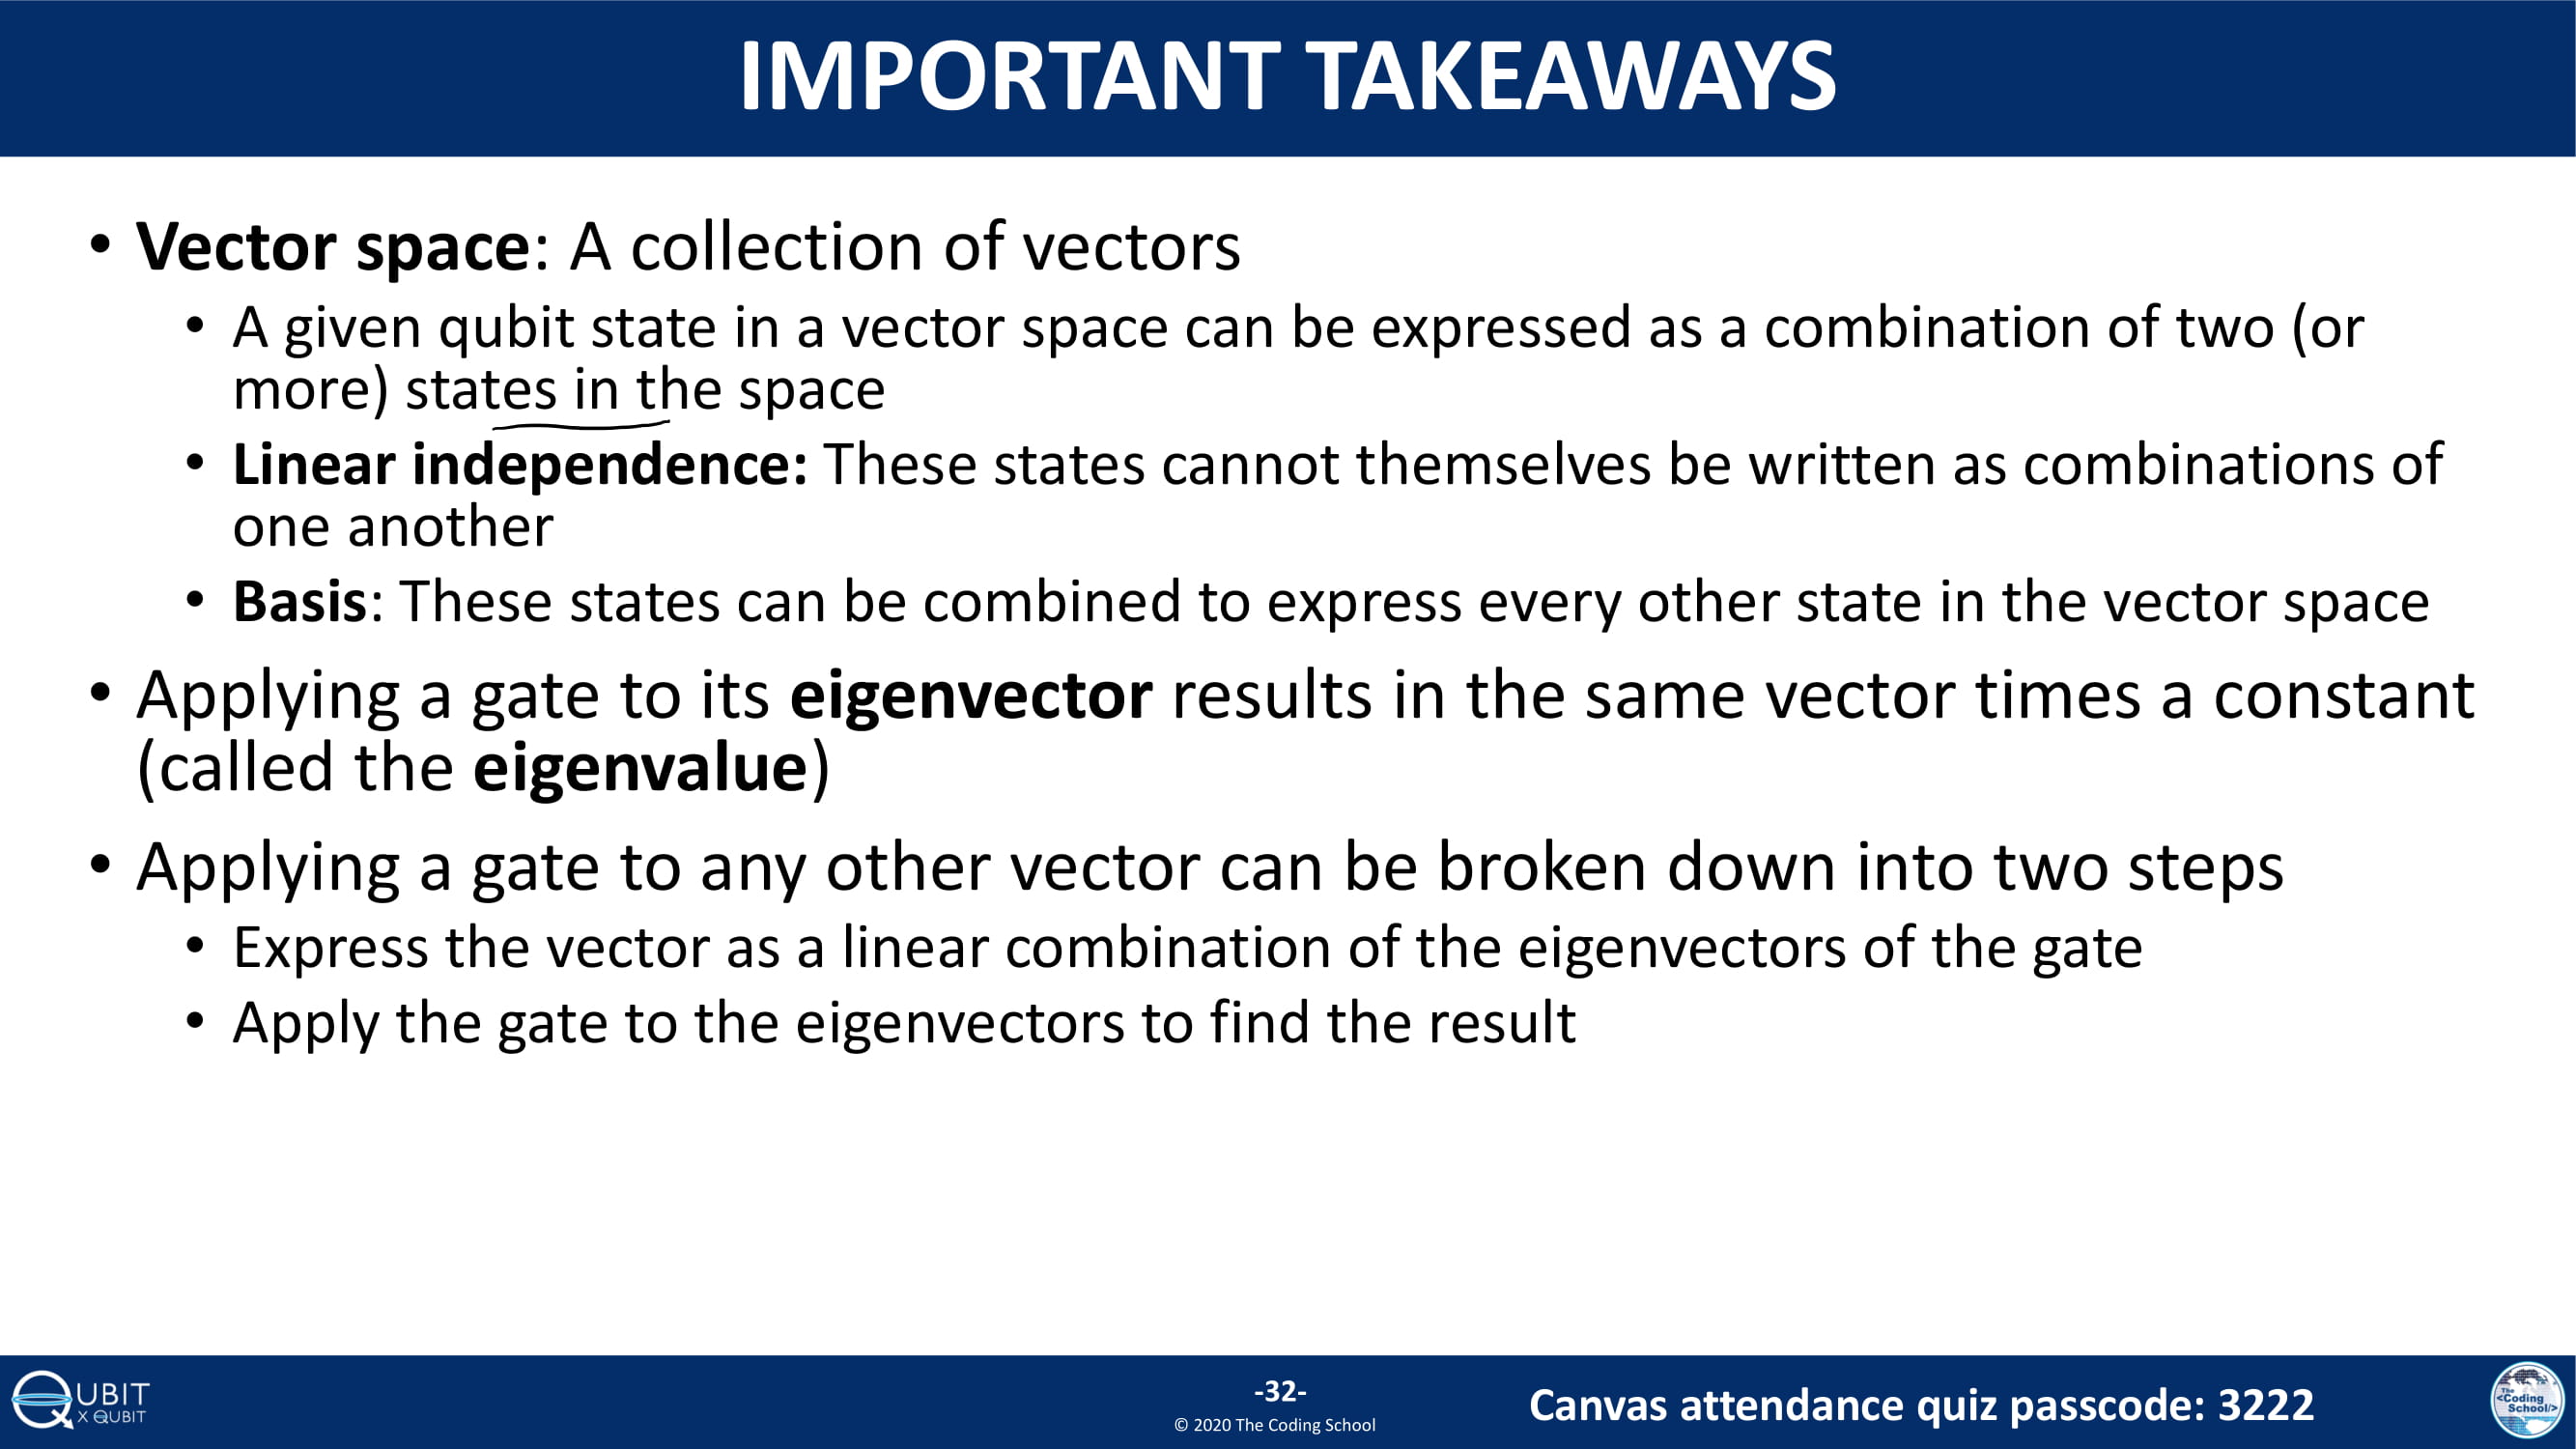 IMPORTANT TAKEAWAYS
• Vector space: A collection of vectors
• A given qubit state in a vector space can be expressed as a combination of two (or
more) states in the space
• Linear independence: These states cannot themselves be written as combinations of
one another
• Basis: These states can be combined to express every other state in the vector space
• Applying a gate to its eigenvector results in the same vector times a constant
(called the eigenvalue)
• Applying a gate to any other vector can be broken down into two steps
• Express the vector as a linear combination of the eigenvectors of the gate
• Apply the gate to the eigenvectors to find the result
QUBIT
X QUBIT
-32-
© 2020 The Coding School
Canvas attendance quiz passcode: 3222
The
<Coding
School/>